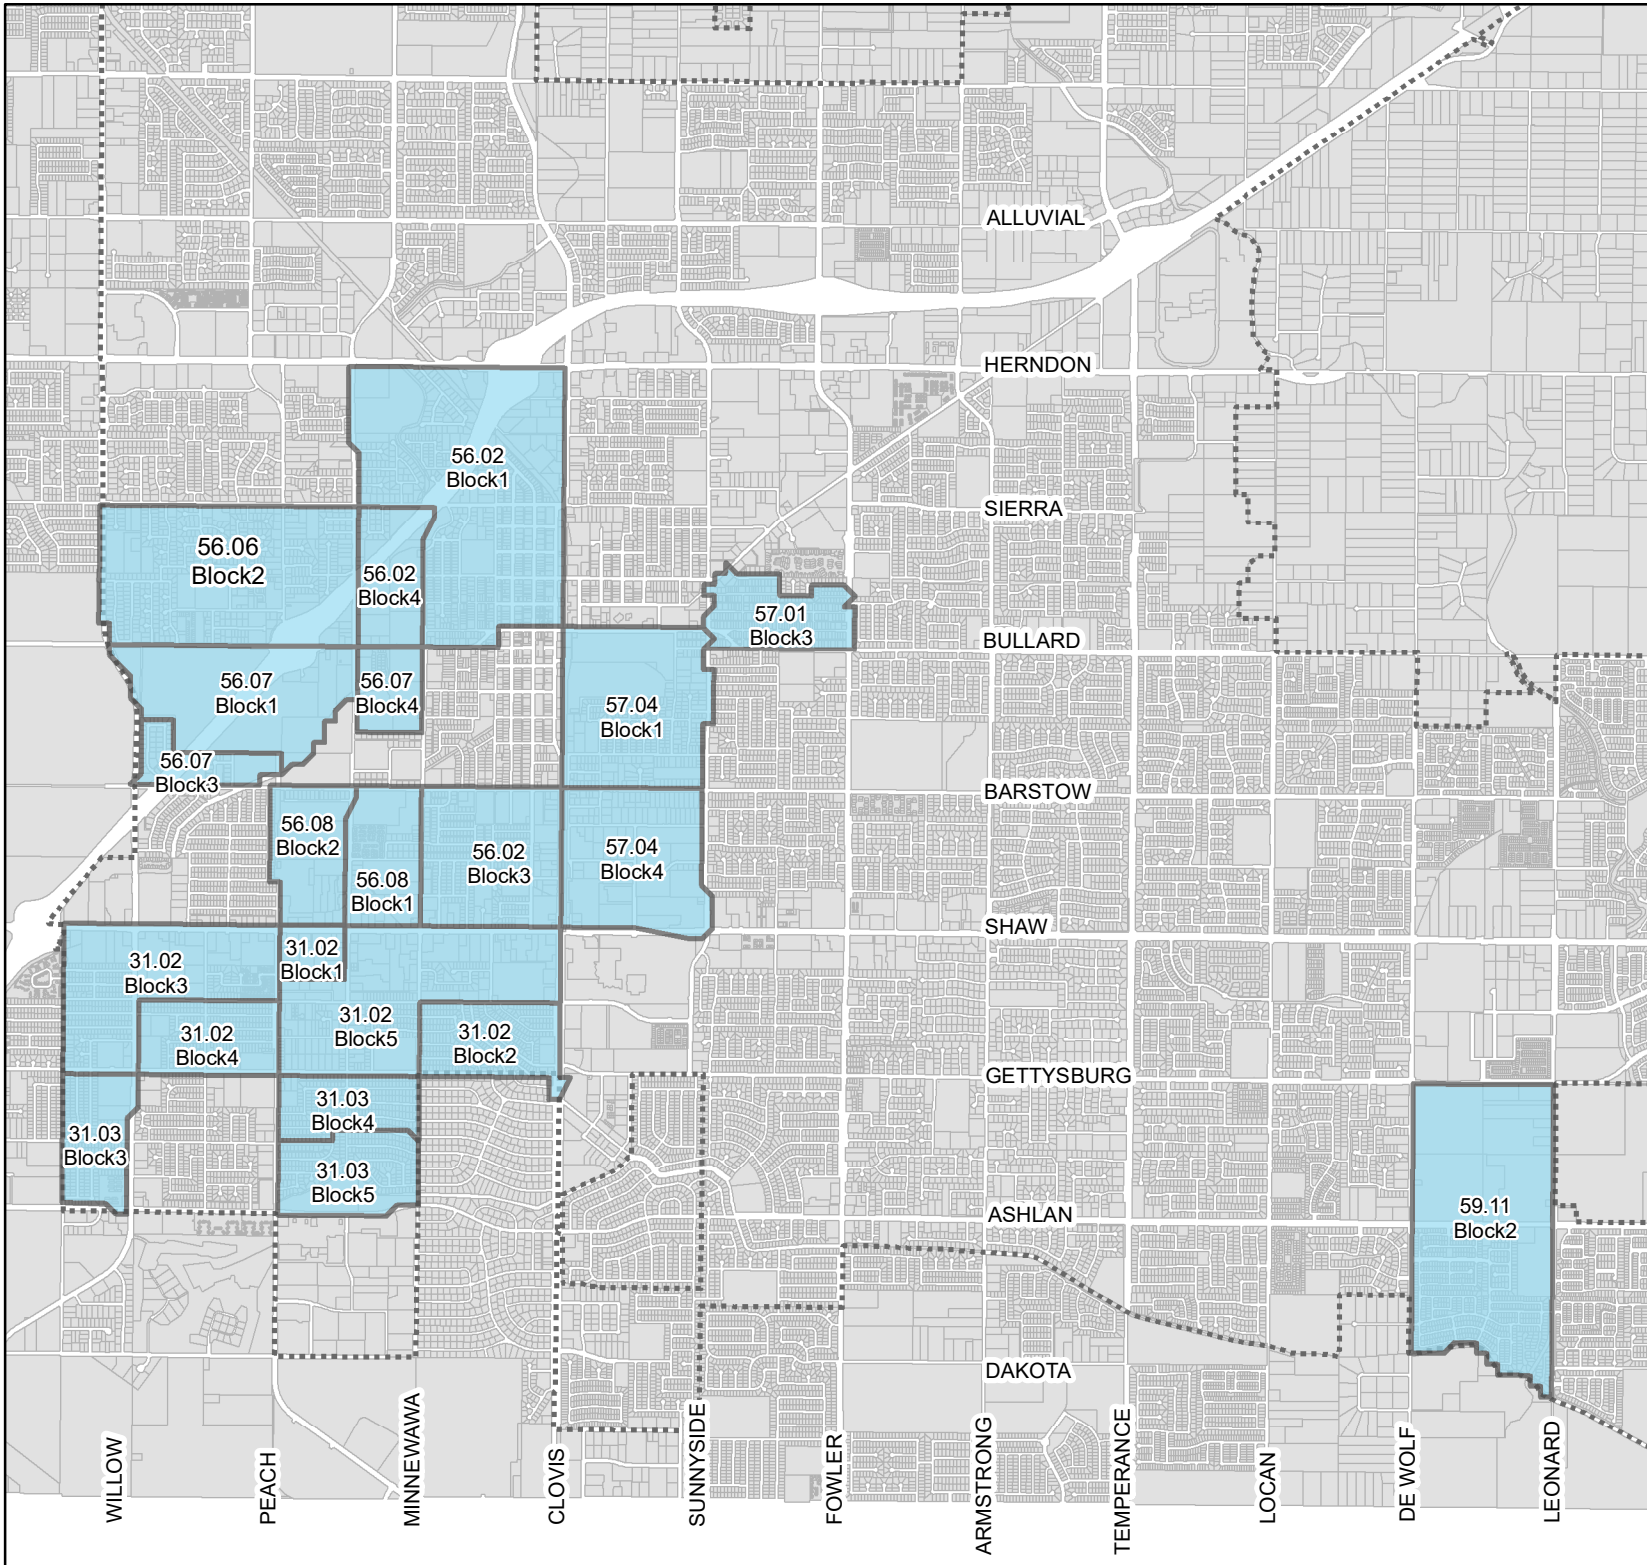 ALLUVIAL
HERNDON
56.02
Block1
SIERRA
56.06
Block2
56.02
Block4
57.01
Block3
BULLARD
56.07
Block1
56.07
Block4
57.04
Block1
56.07
Block3
BARSTOW
56.08
Block2
56.02
Block3
57.04
Block4
56.08
Block1
SHAW
31.02
Block3
31.02
Block1
31.02
Block4
31.02
Block5
31.02
Block2
GETTYSBURG
31.03
Block4
31.03
Block3
31.03
Block5
59.11
Block2
ASHLAN
DAKOTA
WILLOW
PEACH
MINNEWAWA
CLOVIS
SUNNYSIDE
FOWLER
ARMSTRONG
TEMPERANCE
LOCAN
DE WOLF
LEONARD